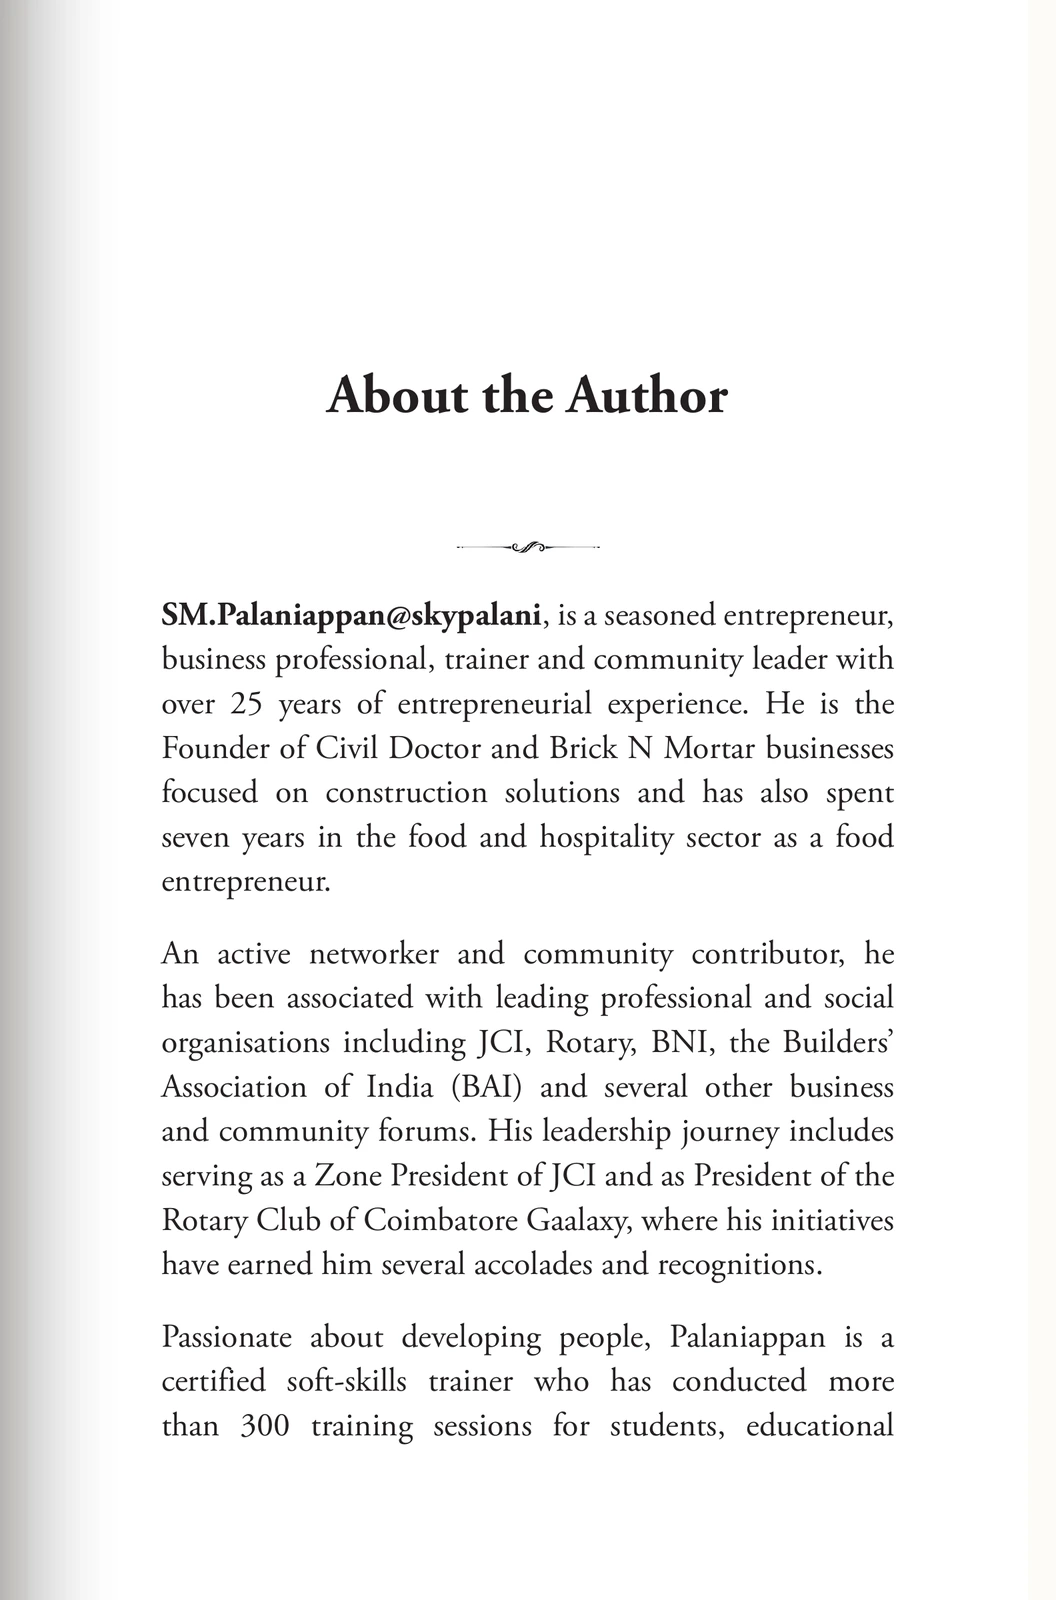 About the Author
SM.Palaniappan@skypalani, is a seasoned entrepreneur,
business professional, trainer and community leader with
over 25 years of entrepreneurial experience. He is the
Founder of Civil Doctor and Brick N Mortar businesses
focused on construction solutions and has also spent
seven years in the food and hospitality sector as a food
entrepreneur.
An active networker and community contributor, he
has been associated with leading professional and social
organisations including JCI, Rotary, BNI, the Builders’
Association of India (BAI) and several other business
and community forums. His leadership journey includes
serving as a Zone President of JCI and as President of the
Rotary Club of Coimbatore Gaalaxy, where his initiatives
have earned him several accolades and recognitions.
Passionate about developing people, Palaniappan is a
certified soft-skills trainer who has conducted more
than 300 training sessions for students, educational